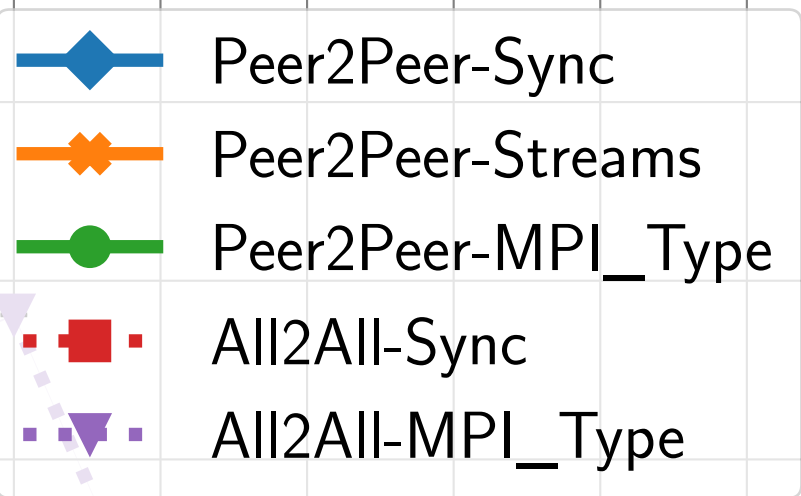 Peer2Peer-Sync
Peer2Peer-Streams
Peer2Peer-MPI_Type
All2All-Sync
All2All-MPI_Type